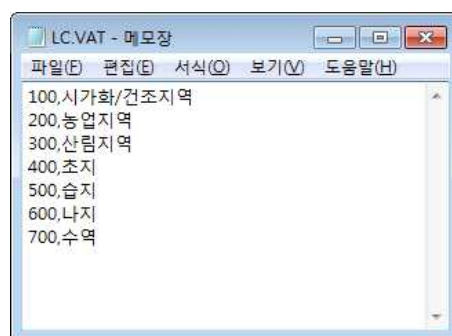 LC.VAT - 메모장
파일(F) 편집(E) 서식(O) 보기(V) 도움말(H)
100,시가화/건조지역
200,농업지역
300,산림지역
400,초지
500,습지
600,나지
700,수역